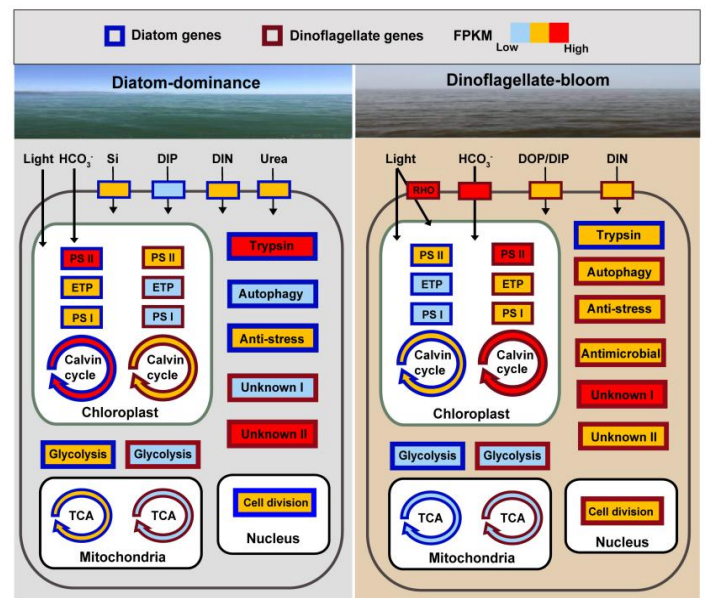 Diatom genes
Dinoflagellate genes
FPKM
Low
High
Diatom-dominance
Light HCO₃⁻ Si DIP DIN Urea
PS II PS II
ETP ETP
PS I PS I
Calvin Calvin
cycle cycle
Chloroplast
Trypsin
Autophagy
Anti-stress
Unknown I
Unknown II
Glycolysis Glycolysis
TCA TCA
Mitochondria
Cell division
Nucleus
Dinoflagellate-bloom
Light HCO₃⁻ DOP/DIP DIN
RHO
PS II PS II
ETP ETP
PS I PS I
Calvin Calvin
cycle cycle
Chloroplast
Trypsin
Autophagy
Anti-stress
Antimicrobial
Unknown I
Unknown II
Glycolysis Glycolysis
TCA TCA
Mitochondria
Cell division
Nucleus